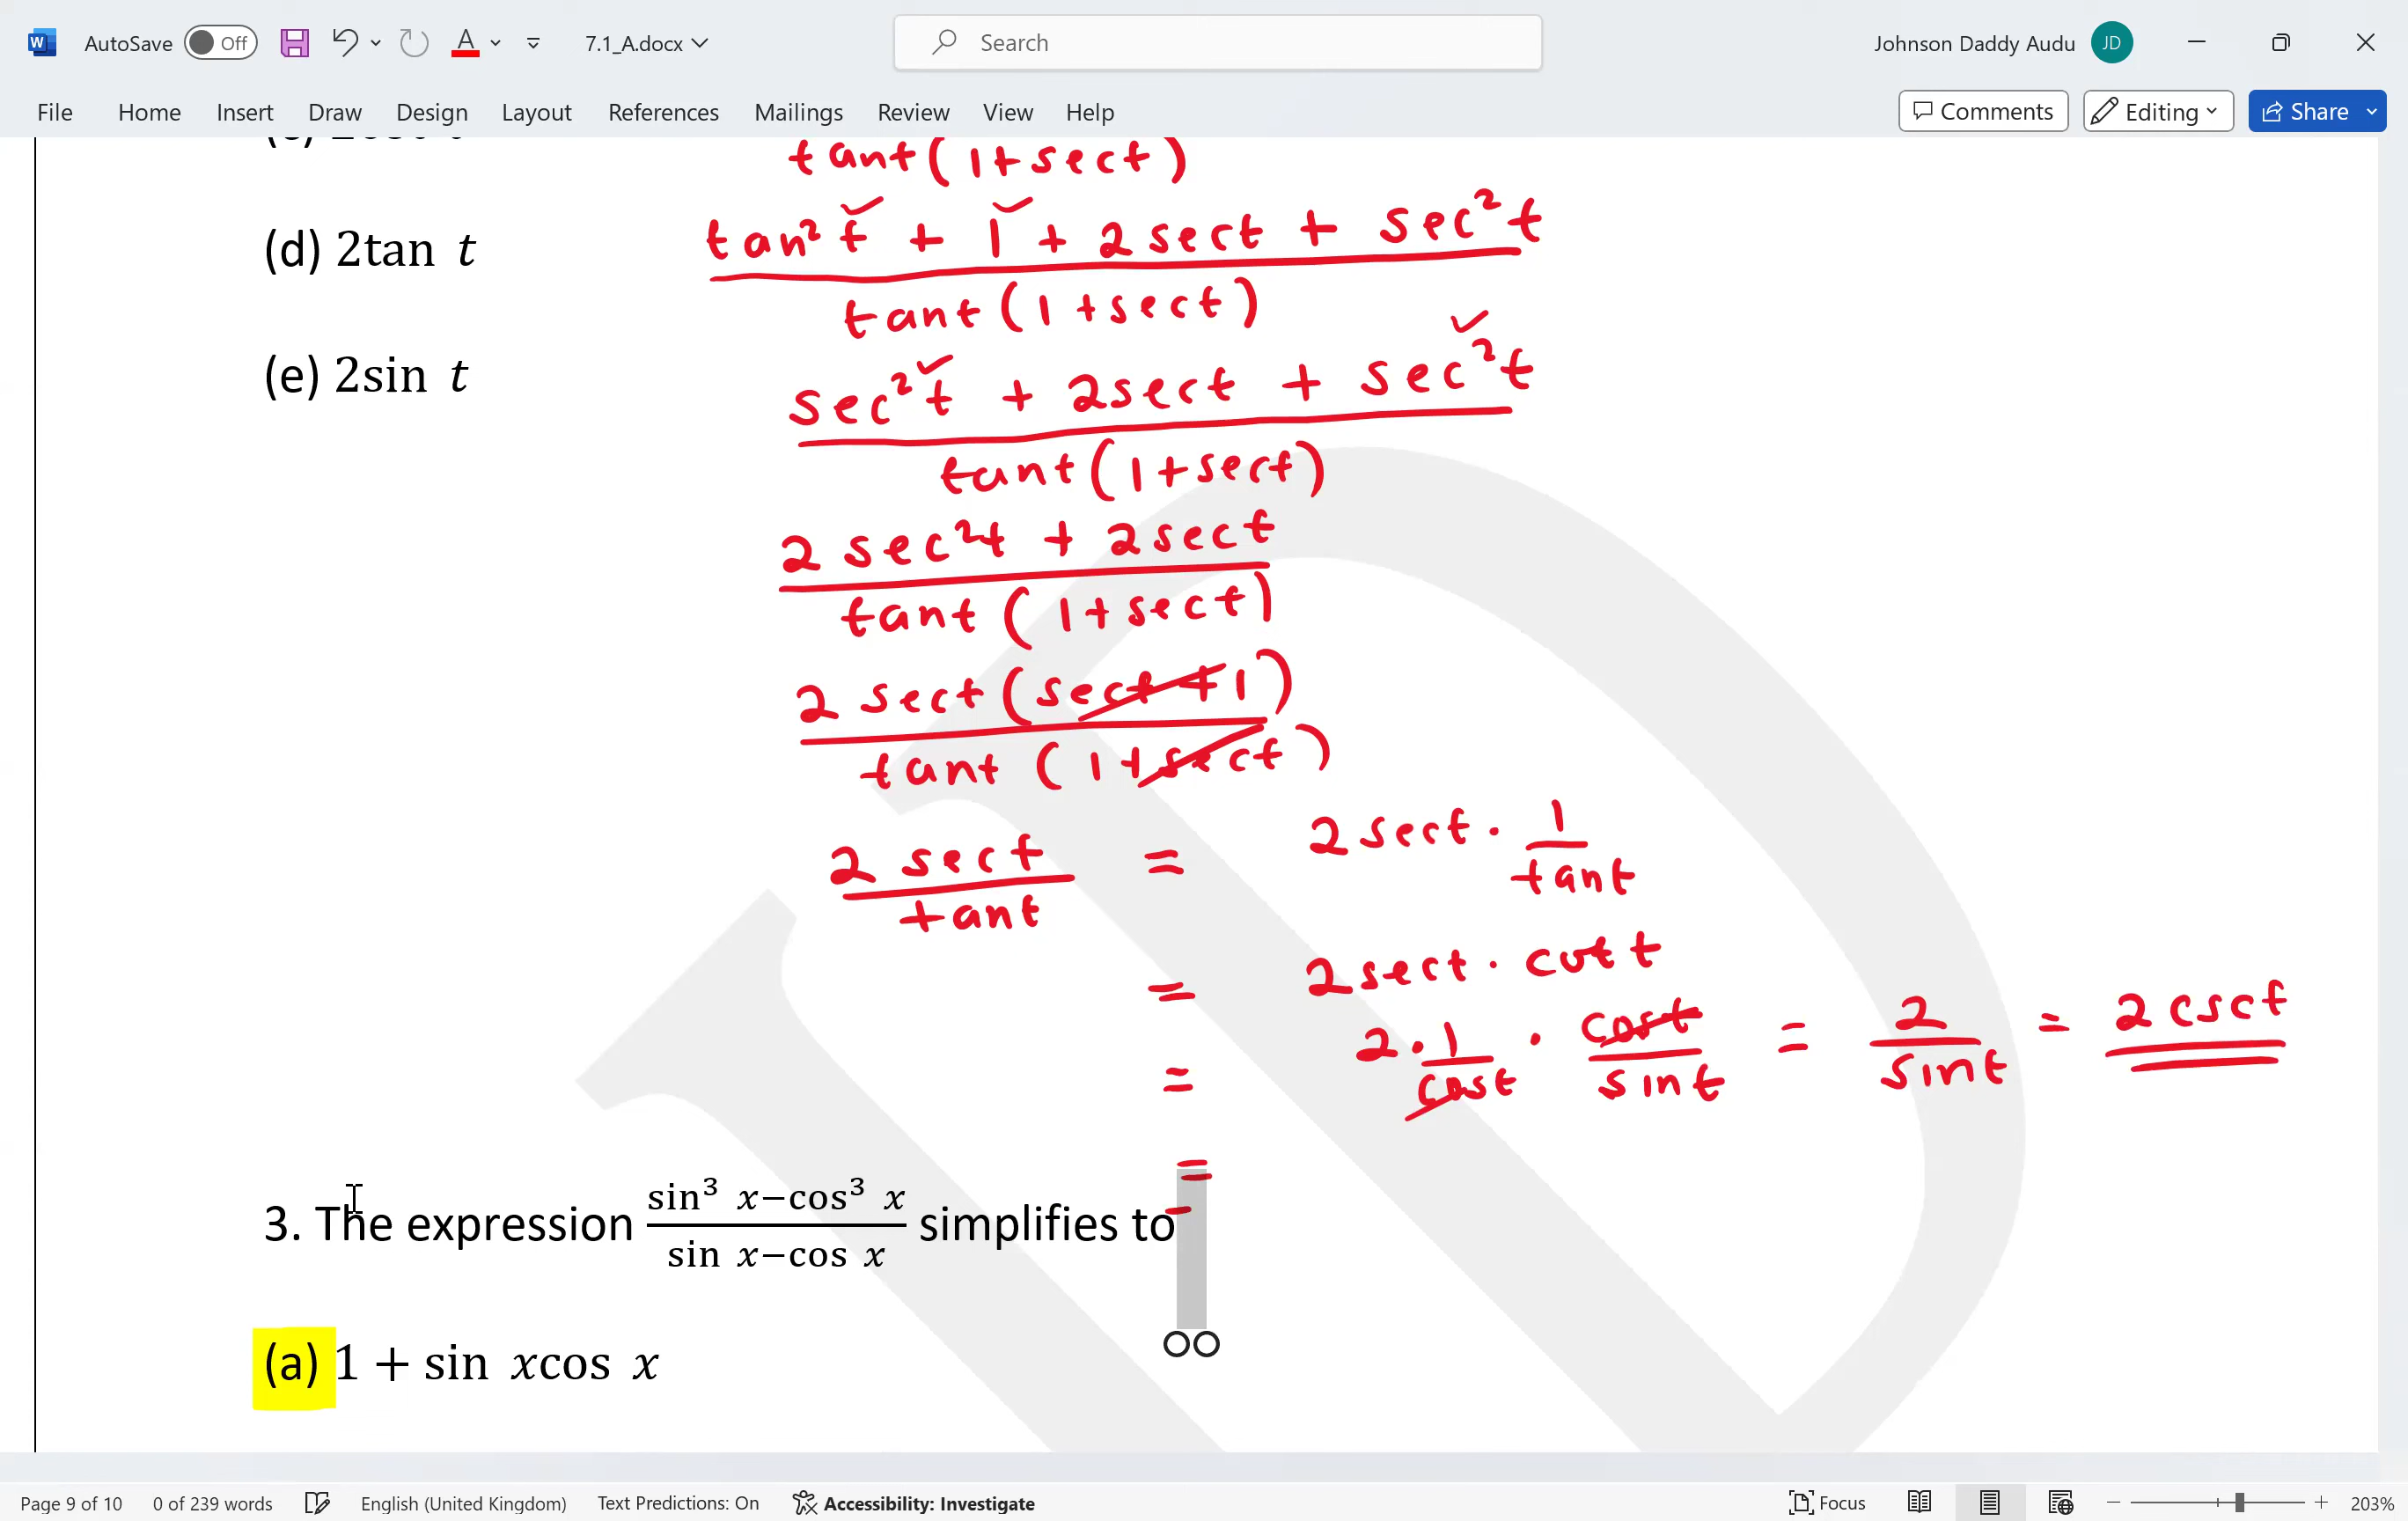 AutoSave Off 7.1_A.docx Search Johnson Daddy Audu JD
File Home Insert Draw Design Layout References Mailings Review View Help Comments Editing Share
tant(1+sect)
(d) 2tan t
tan²t + 1 + 2sect + sec²t
tant(1+sect)
(e) 2sin t
sec²t + 2sect + sec²t
tant(1+sect)
2sec²t + 2sect
tant(1+sect)
2sect(sect+1)
tant(1+sect)
2sect/tant = 2sect · 1/tant
= 2sect · cott
= 2 · 1/cost · cost/sint = 2/sint = 2csct
=
3. The expression (sin³ x−cos³ x)/(sin x−cos x) simplifies to
(a) 1 + sin xcos x
Page 9 of 10 0 of 239 words English (United Kingdom) Text Predictions: On Accessibility: Investigate Focus 203%